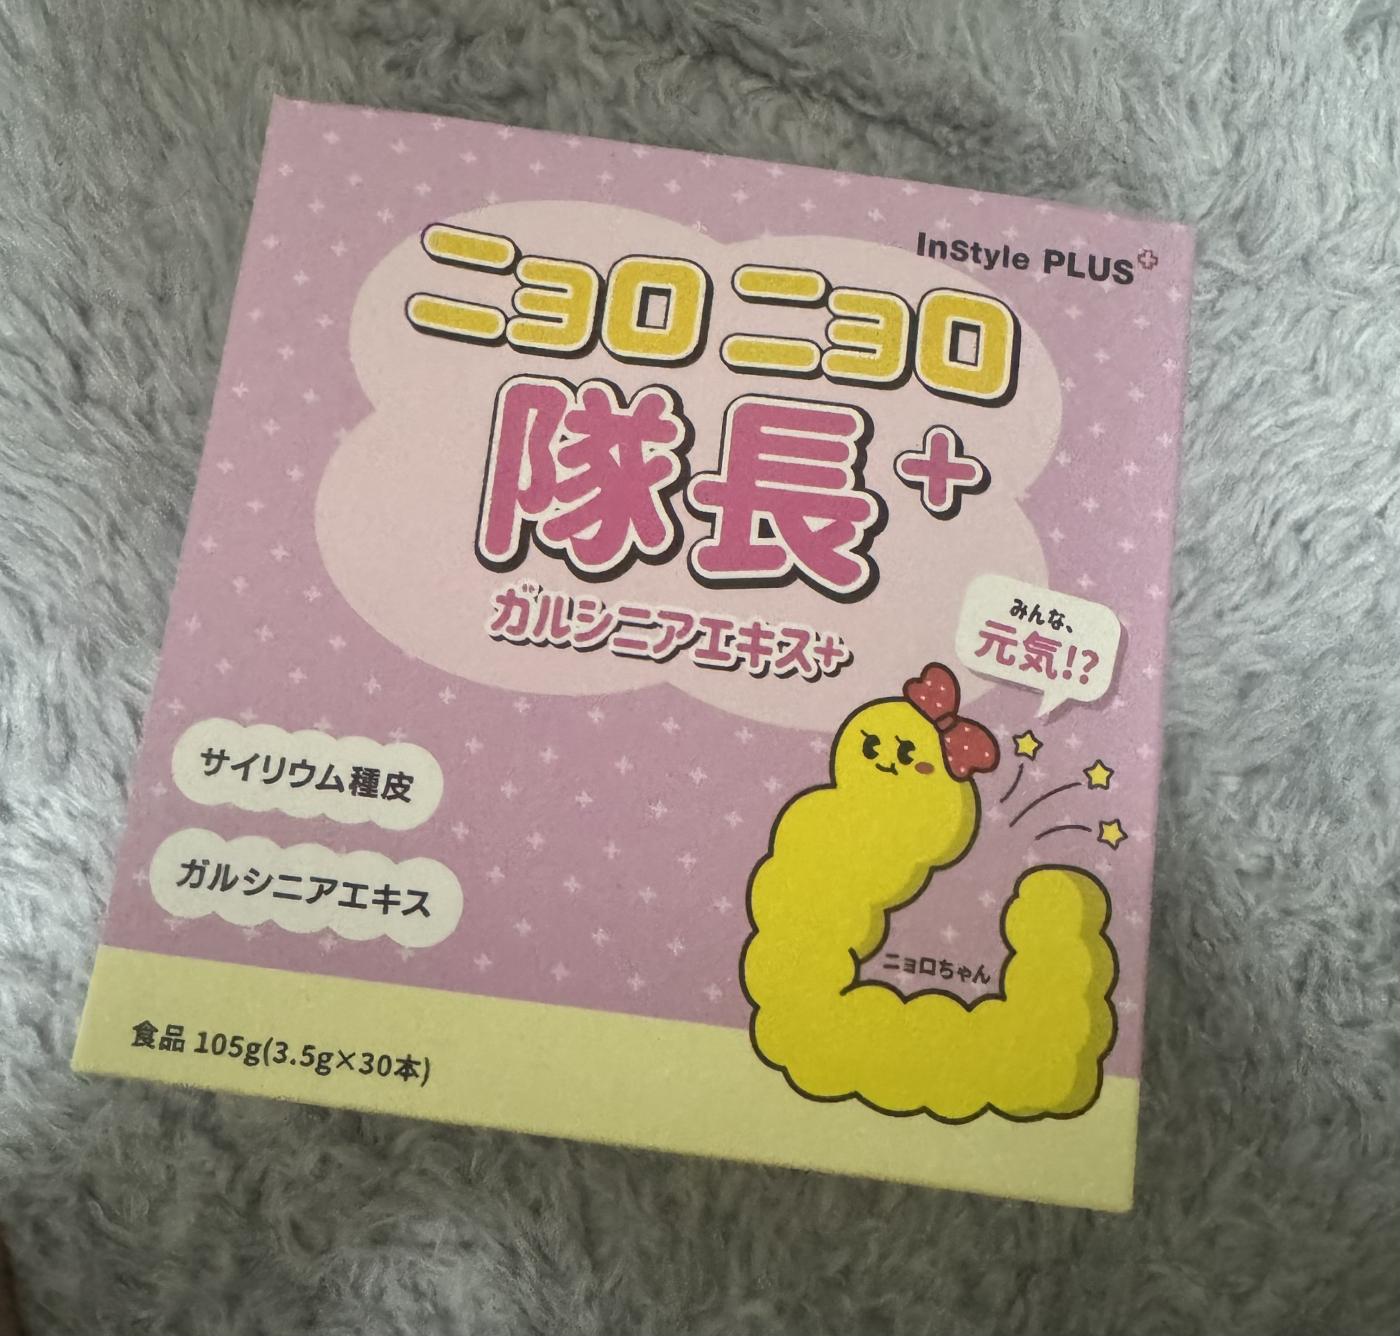 InStyle PLUS
ニョロニョロ
隊長+
ガルシニアエキス+
みんな、
元気!?
サイリウム種皮
ガルシニアエキス
ニョロちゃん
食品 105g(3.5g×30本)